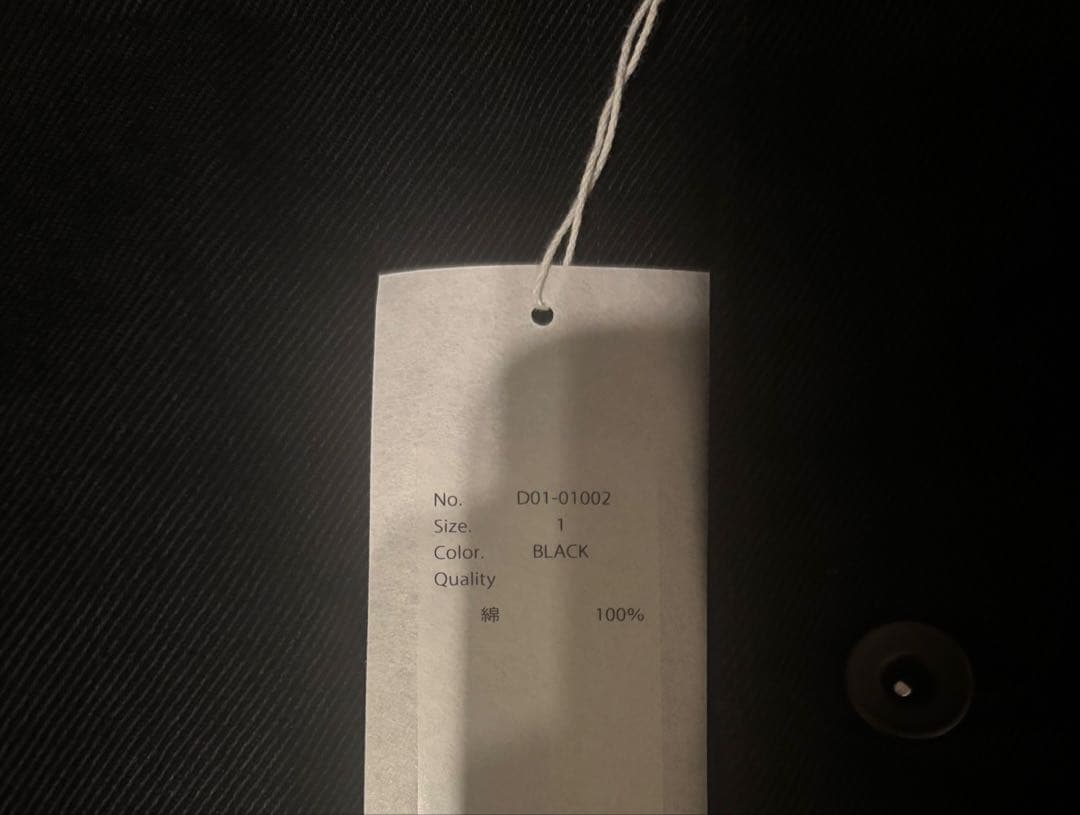 No. D01-01002
Size. 1
Color. BLACK
Quality
綿 100%